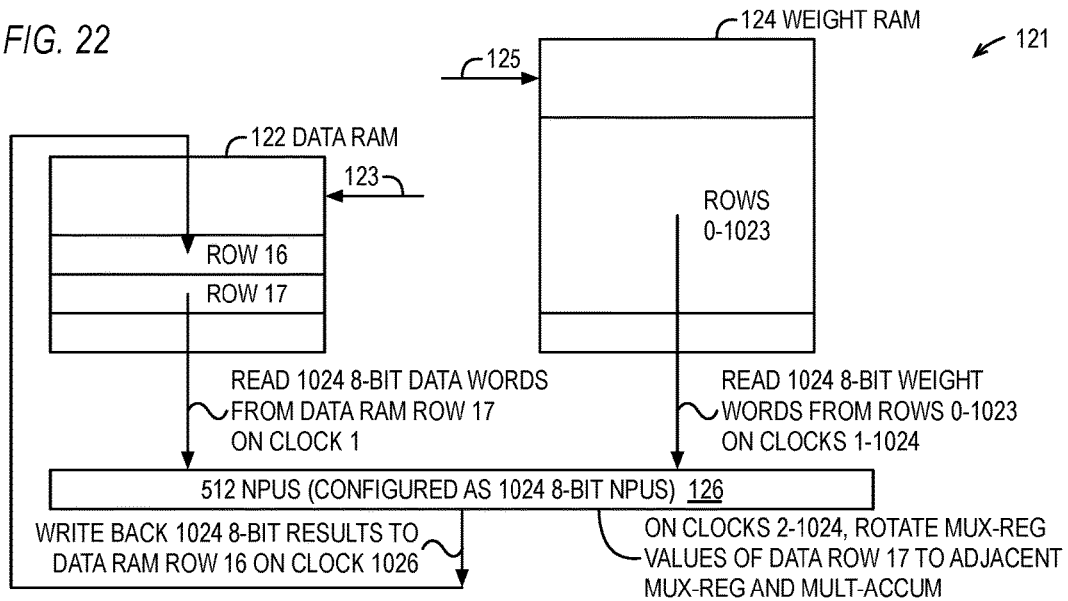 FIG. 22
124 WEIGHT RAM
121
125
122 DATA RAM
123
ROWS
0-1023
ROW 16
ROW 17
READ 1024 8-BIT DATA WORDS
FROM DATA RAM ROW 17
ON CLOCK 1
READ 1024 8-BIT WEIGHT
WORDS FROM ROWS 0-1023
ON CLOCKS 1-1024
512 NPUS (CONFIGURED AS 1024 8-BIT NPUS) 126
WRITE BACK 1024 8-BIT RESULTS TO
DATA RAM ROW 16 ON CLOCK 1026
ON CLOCKS 2-1024, ROTATE MUX-REG
VALUES OF DATA ROW 17 TO ADJACENT
MUX-REG AND MULT-ACCUM